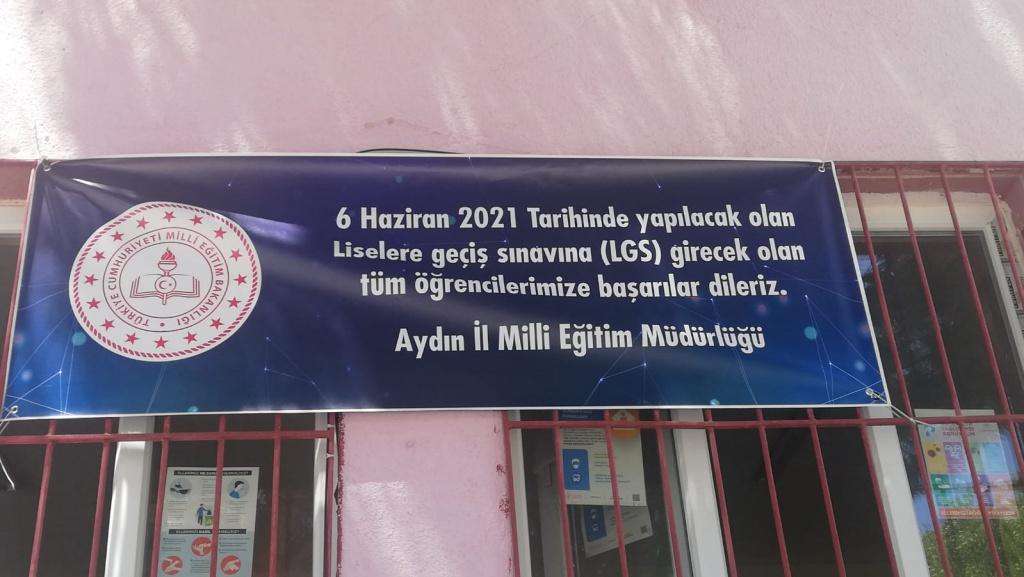 6 Haziran 2021 Tarihinde yapılacak olan
Liselere geçiş sınavına (LGS) girecek olan
tüm öğrencilerimize başarılar dileriz.
Aydın İl Milli Eğitim Müdürlüğü
TÜRKİYE CUMHURİYETİ MİLLİ EĞİTİM BAKANLIĞI